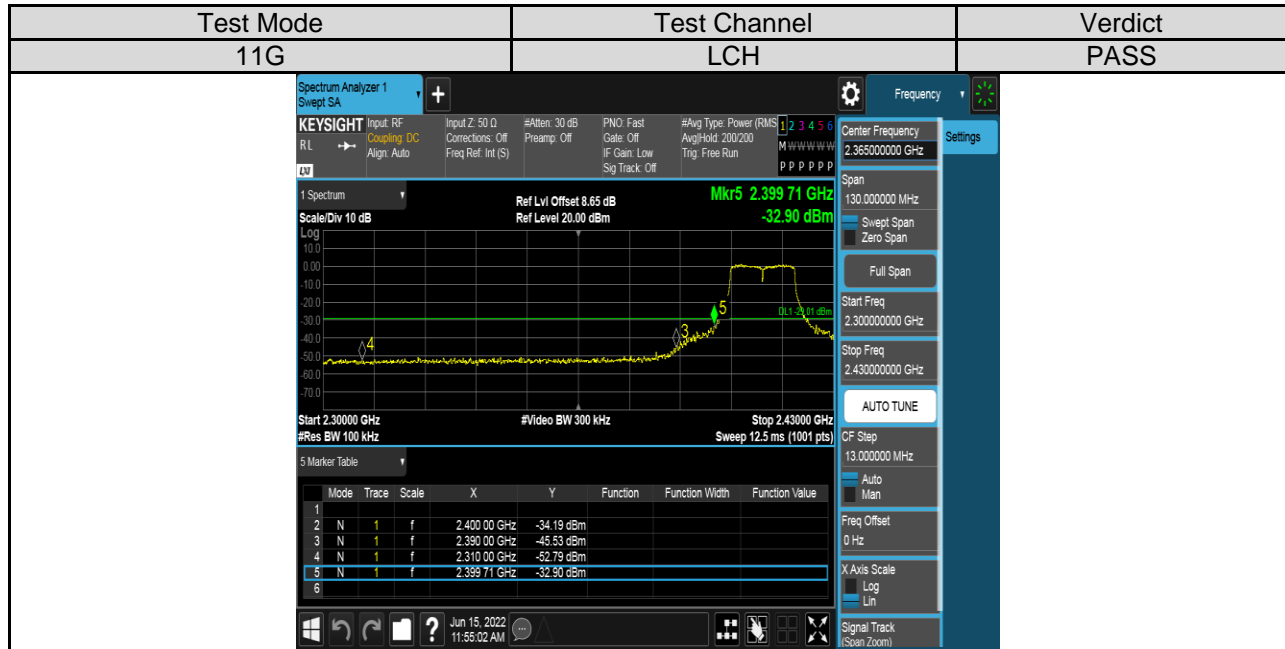 Test Mode Test Channel Verdict
11G LCH PASS
Spectrum Analyzer 1
Swept SA
+
Frequency
KEYSIGHT
RL
LXI
Input: RF
Coupling: DC
Align: Auto
Input Z: 50 Ω
Corrections: Off
Freq Ref: Int (S)
#Atten: 30 dB
Preamp: Off
PNO: Fast
Gate: Off
IF Gain: Low
Sig Track: Off
#Avg Type: Power (RMS
Avg|Hold: 200/200
Trig: Free Run
1 2 3 4 5 6
M W W W W W
P P P P P P
1 Spectrum
Scale/Div 10 dB
Ref Lvl Offset 8.65 dB
Ref Level 20.00 dBm
Mkr5 2.399 71 GHz
-32.90 dBm
Log
10.0
0.00
-10.0
-20.0
-30.0
-40.0
-50.0
-60.0
-70.0
4
3
5
Start 2.30000 GHz
#Res BW 100 kHz
#Video BW 300 kHz
Stop 2.43000 GHz
Sweep 12.5 ms (1001 pts)
5 Marker Table
Mode Trace Scale X Y Function Function Width Function Value
1
2 N 1 f 2.400 00 GHz -34.19 dBm
3 N 1 f 2.390 00 GHz -45.53 dBm
4 N 1 f 2.310 00 GHz -52.79 dBm
5 N 1 f 2.399 71 GHz -32.90 dBm
6
?
Jun 15, 2022
11:55:02 AM
Center Frequency
2.365000000 GHz
Settings
Span
130.000000 MHz
Swept Span
Zero Span
Full Span
Start Freq
2.300000000 GHz
Stop Freq
2.430000000 GHz
AUTO TUNE
CF Step
13.000000 MHz
Auto
Man
Freq Offset
0 Hz
X Axis Scale
Log
Lin
Signal Track
(Span Zoom)